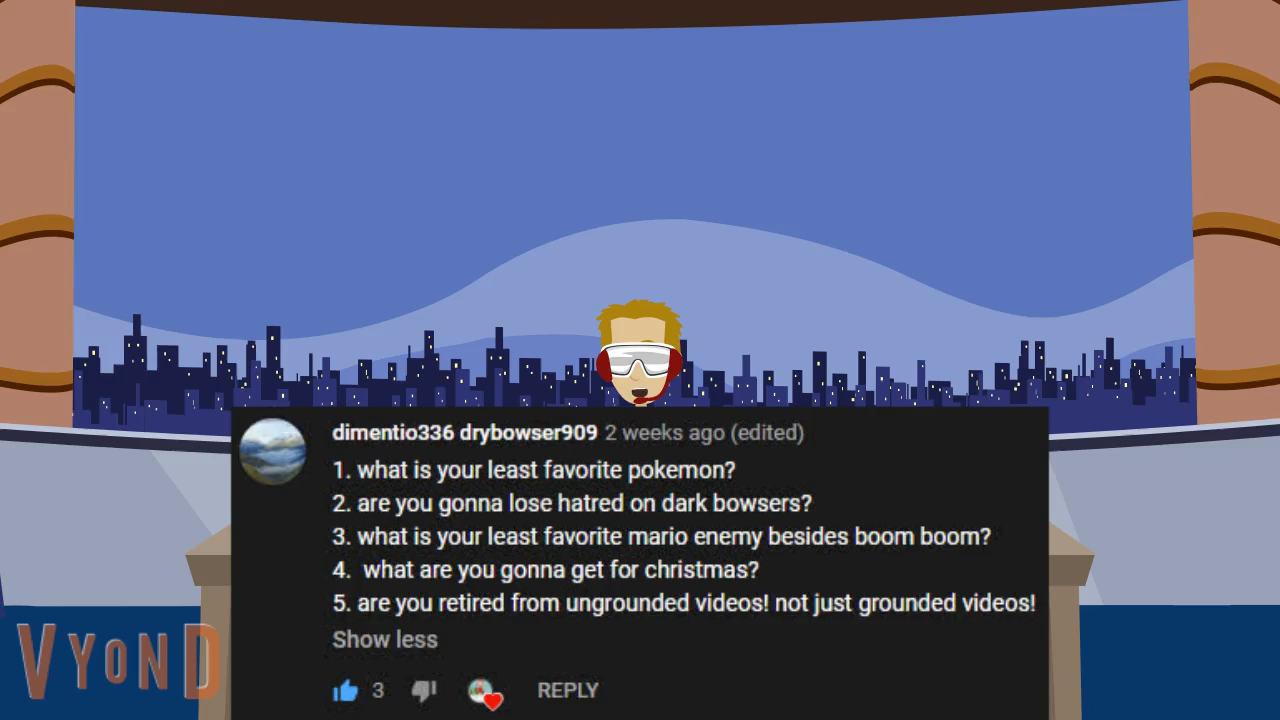 dimentio336 drybowser909 2 weeks ago (edited)
1. what is your least favorite pokemon?
2. are you gonna lose hatred on dark bowsers?
3. what is your least favorite mario enemy besides boom boom?
4.  what are you gonna get for christmas?
5. are you retired from ungrounded videos! not just grounded videos!
Show less
3 REPLY
VYOND